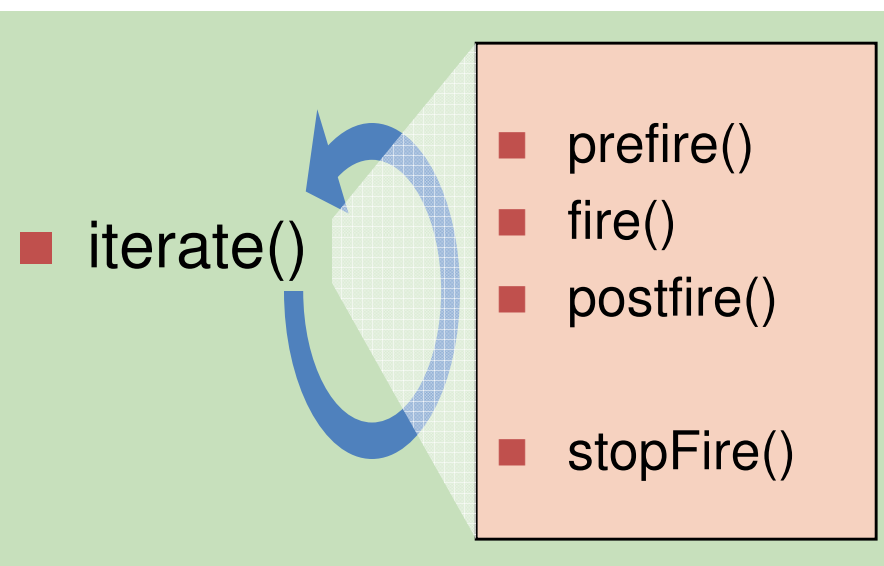 iterate()
prefire()
fire()
postfire()
stopFire()